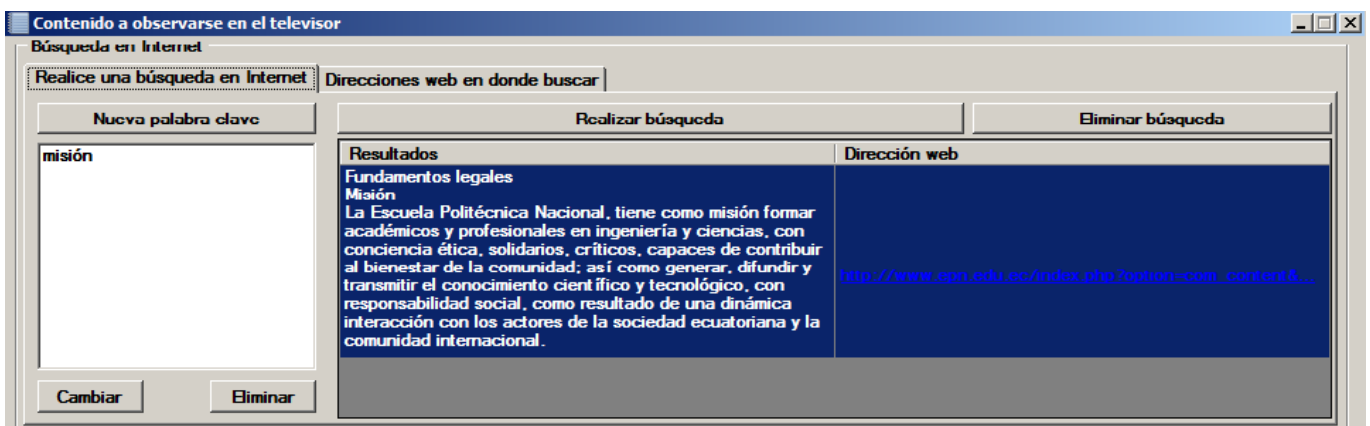 Contenido a observarse en el televisor
Búsqueda en Internet
Realice una búsqueda en Internet
Direcciones web en donde buscar
Nueva palabra clave
Realizar búsqueda
Eliminar búsqueda
misión
Resultados
Dirección web
Fundamentos legales
Misión
La Escuela Politécnica Nacional, tiene como misión formar
académicos y profesionales en ingeniería y ciencias, con
conciencia ética, solidarios, críticos, capaces de contribuir
al bienestar de la comunidad; así como generar, difundir y
transmitir el conocimiento científico y tecnológico, con
responsabilidad social, como resultado de una dinámica
interacción con los actores de la sociedad ecuatoriana y la
comunidad internacional.
http://www.epn.edu.ec/index.php?option=com_content&...
Cambiar
Eliminar